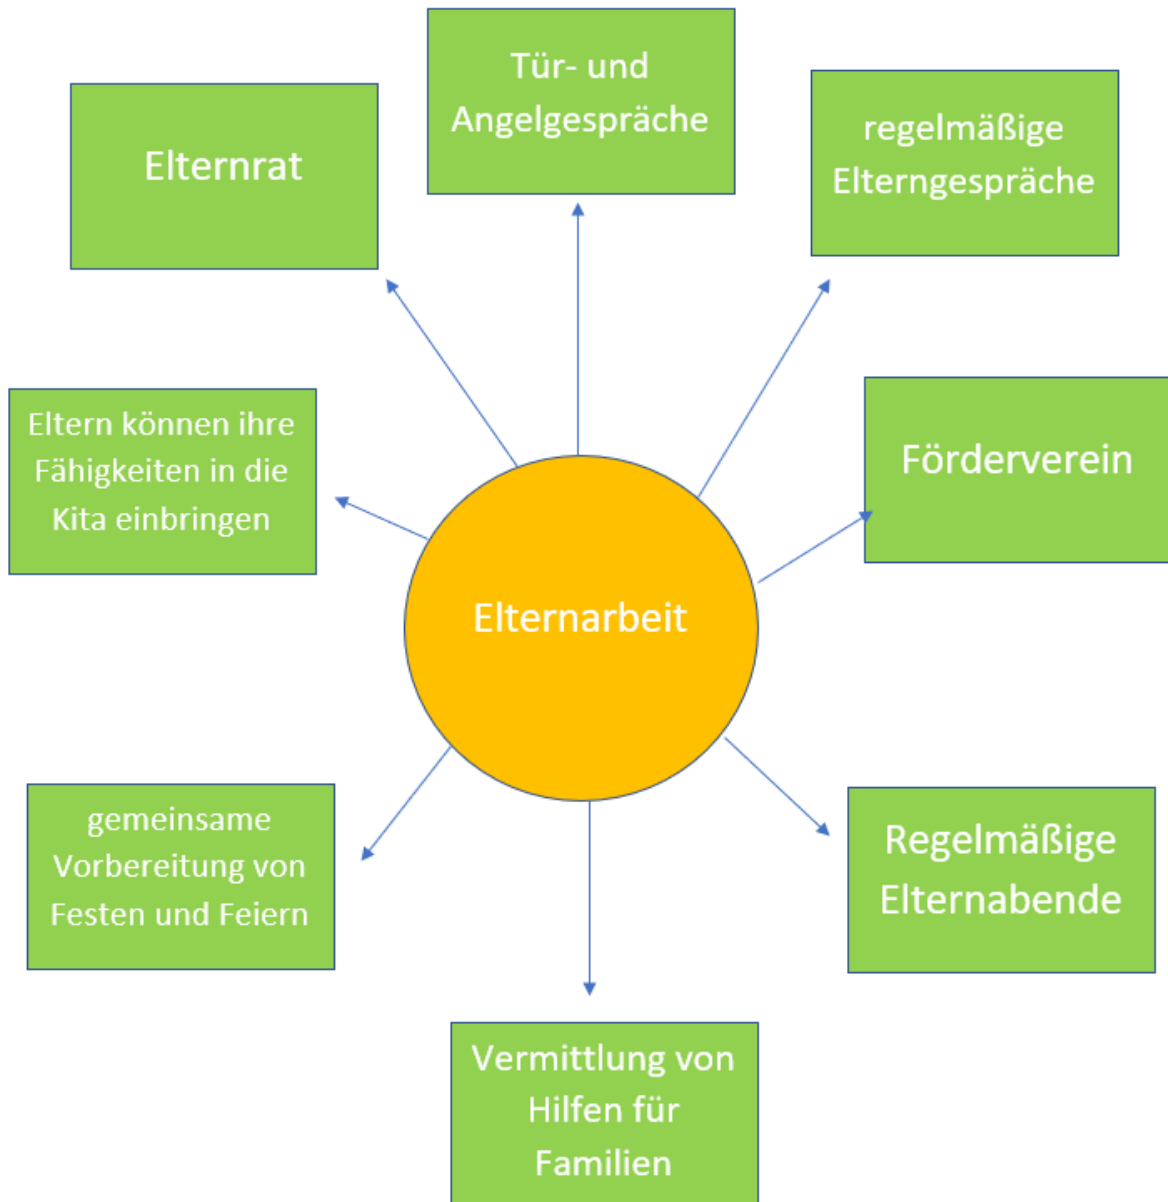 Tür- und
Angelgespräche
Elternrat
regelmäßige
Elterngespräche
Eltern können ihre
Fähigkeiten in die
Kita einbringen
Förderverein
Elternarbeit
gemeinsame
Vorbereitung von
Festen und Feiern
Regelmäßige
Elternabende
Vermittlung von
Hilfen für
Familien